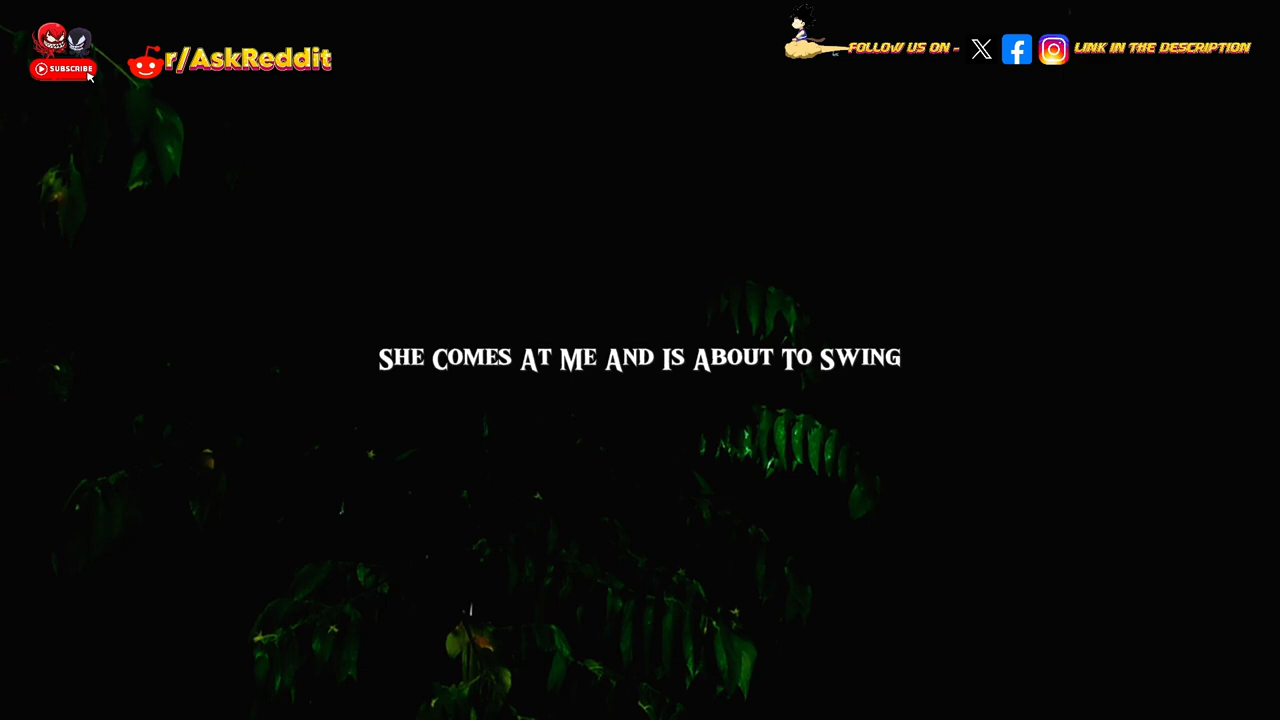 SUBSCRIBE
r/AskReddit
FOLLOW US ON -
LINK IN THE DESCRIPTION
She Comes At Me And Is About To Swing